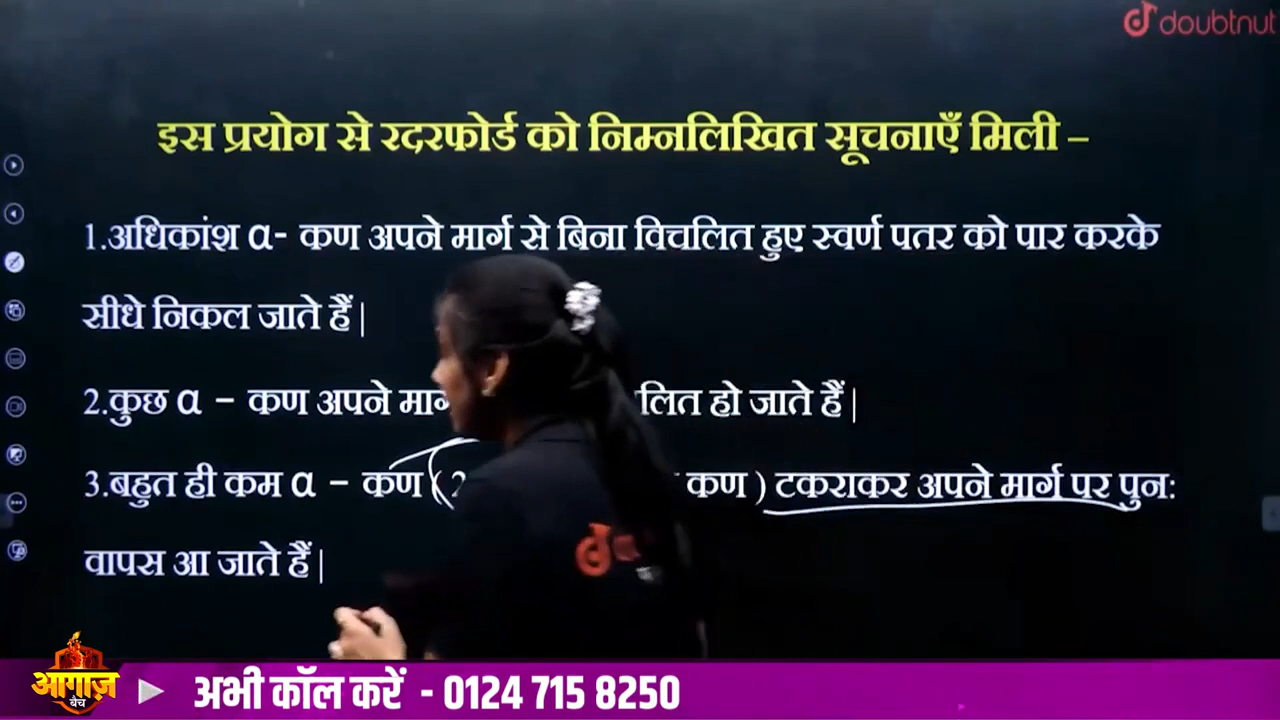 doubtnut
इस प्रयोग से रदरफोर्ड को निम्नलिखित सूचनाएँ मिली –
1.अधिकांश α- कण अपने मार्ग से बिना विचलित हुए स्वर्ण पतर को पार करके
सीधे निकल जाते हैं |
2.कुछ α – कण अपने हो जाते हैं |
3.बहुत ही कम α – कण ( कण ) टकराकर अपने मार्ग पर पुन:
वापस आ जाते हैं |
आगाज़
बैच
अभी कॉल करें - 0124 715 8250